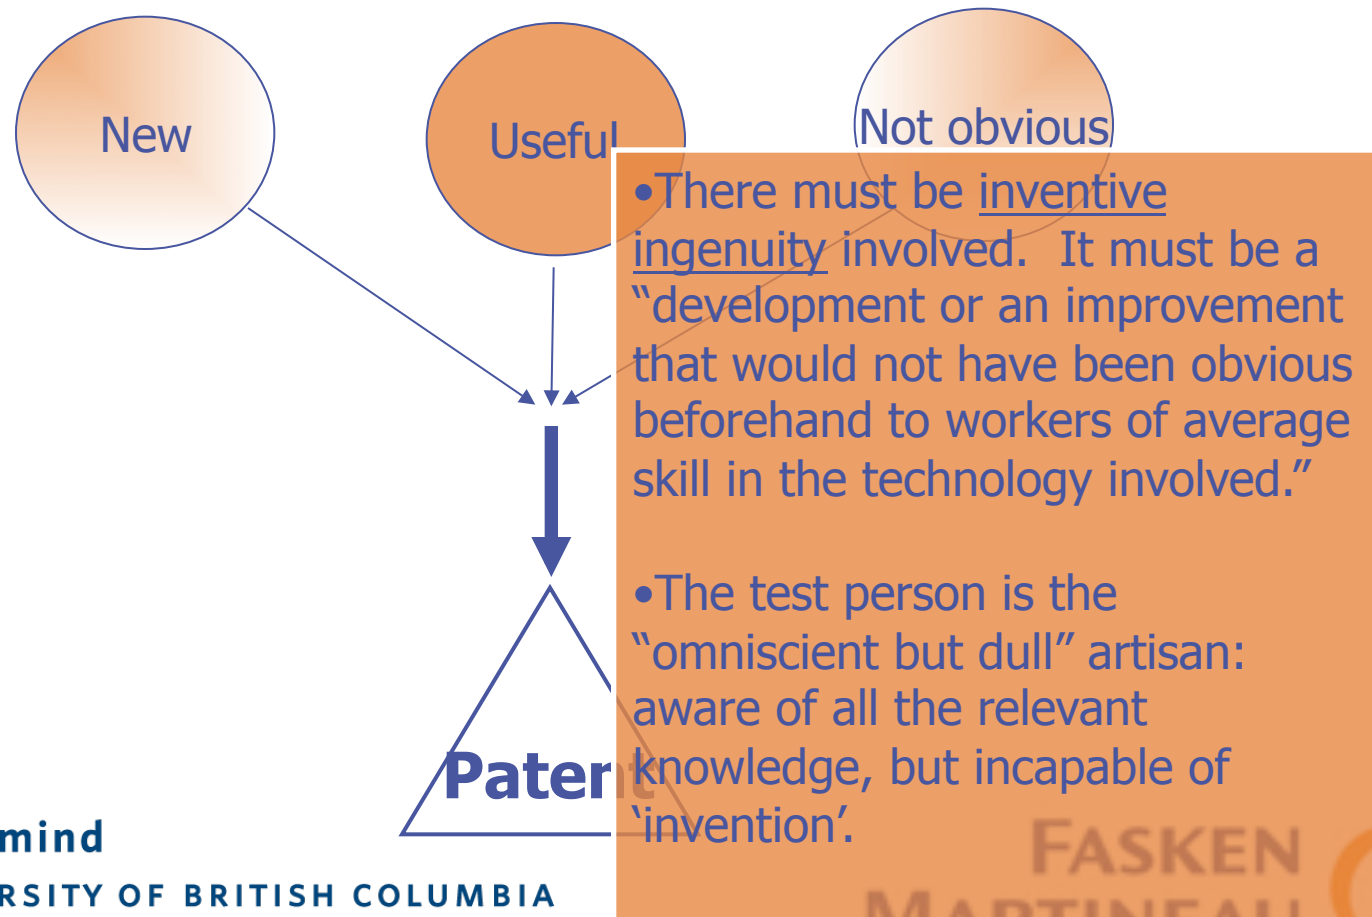 New
Useful
Not obvious
•There must be inventive
ingenuity involved.  It must be a
“development or an improvement
that would not have been obvious
beforehand to workers of average
skill in the technology involved.”
•The test person is the
“omniscient but dull” artisan:
aware of all the relevant
knowledge, but incapable of
‘invention’.
Patent
mind
RSITY OF BRITISH COLUMBIA
FASKEN
MARTINEAU